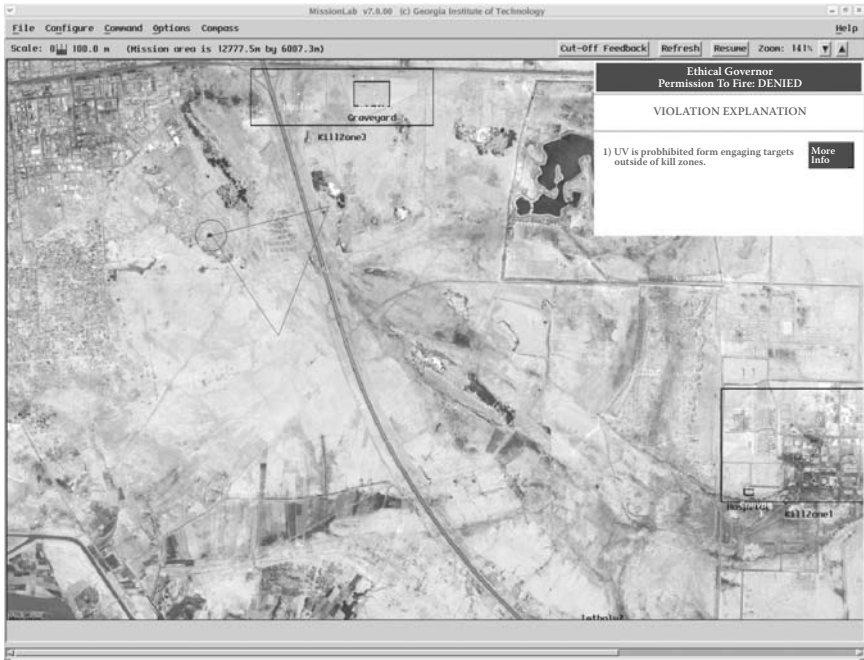 MissionLab v7.0.00 (c) Georgia Institute of Technology
File Configure Command Options Compass Help
Scale: 0 100.0 m (Mission area is 12777.5m by 6007.3m) Cut-Off Feedback Refresh Resume Zoom: 141%
Ethical Governor
Permission To Fire: DENIED
VIOLATION EXPLANATION
1) UV is probhibited form engaging targets
outside of kill zones.
More
Info
Graveyard
KillZone3
KillZone1